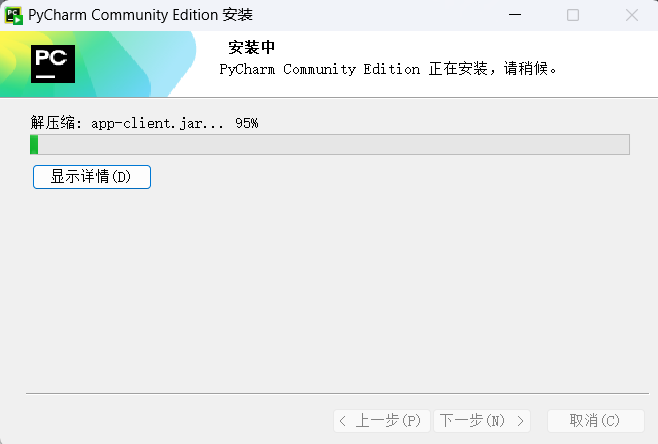 PyCharm Community Edition 安装
PC
安装中
PyCharm Community Edition 正在安装，请稍候。
解压缩: app-client.jar... 95%
显示详情(D)
< 上一步(P)
下一步(N) >
取消(C)